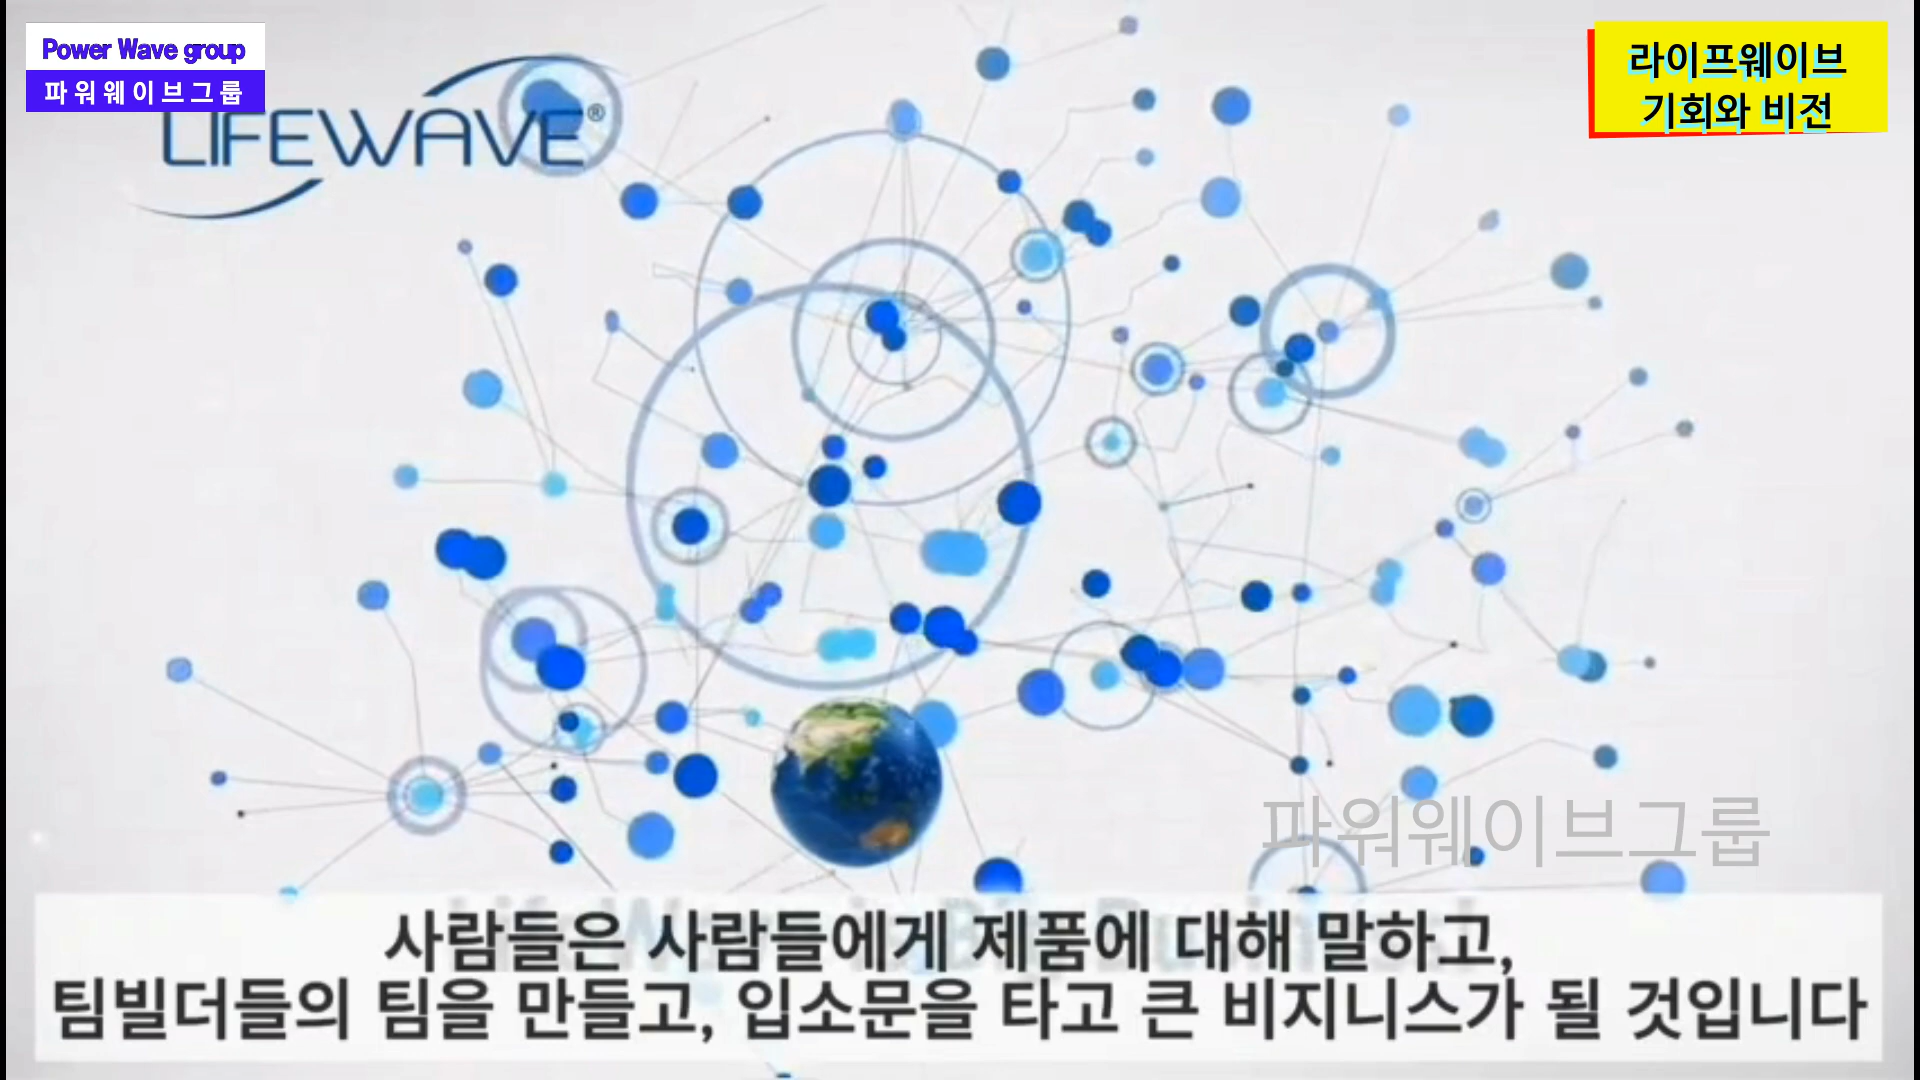 Power Wave group
파워웨이브그룹
LIFEWAVE®
라이프웨이브
기회와 비전
파워웨이브그룹
사람들은 사람들에게 제품에 대해 말하고,
팀빌더들의 팀을 만들고, 입소문을 타고 큰 비지니스가 될 것입니다